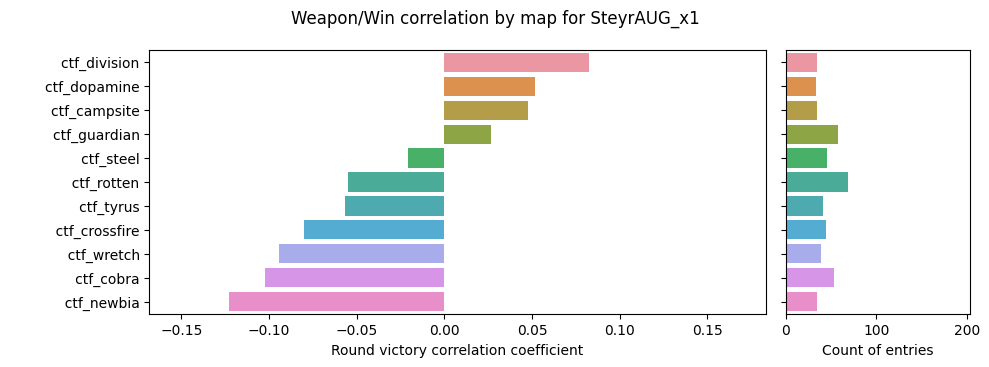 Weapon/Win correlation by map for SteyrAUG_x1
ctf_division
ctf_dopamine
ctf_campsite
ctf_guardian
ctf_steel
ctf_rotten
ctf_tyrus
ctf_crossfire
ctf_wretch
ctf_cobra
ctf_newbia
−0.15 −0.10 −0.05 0.00 0.05 0.10 0.15
0 100 200
Round victory correlation coefficient
Count of entries